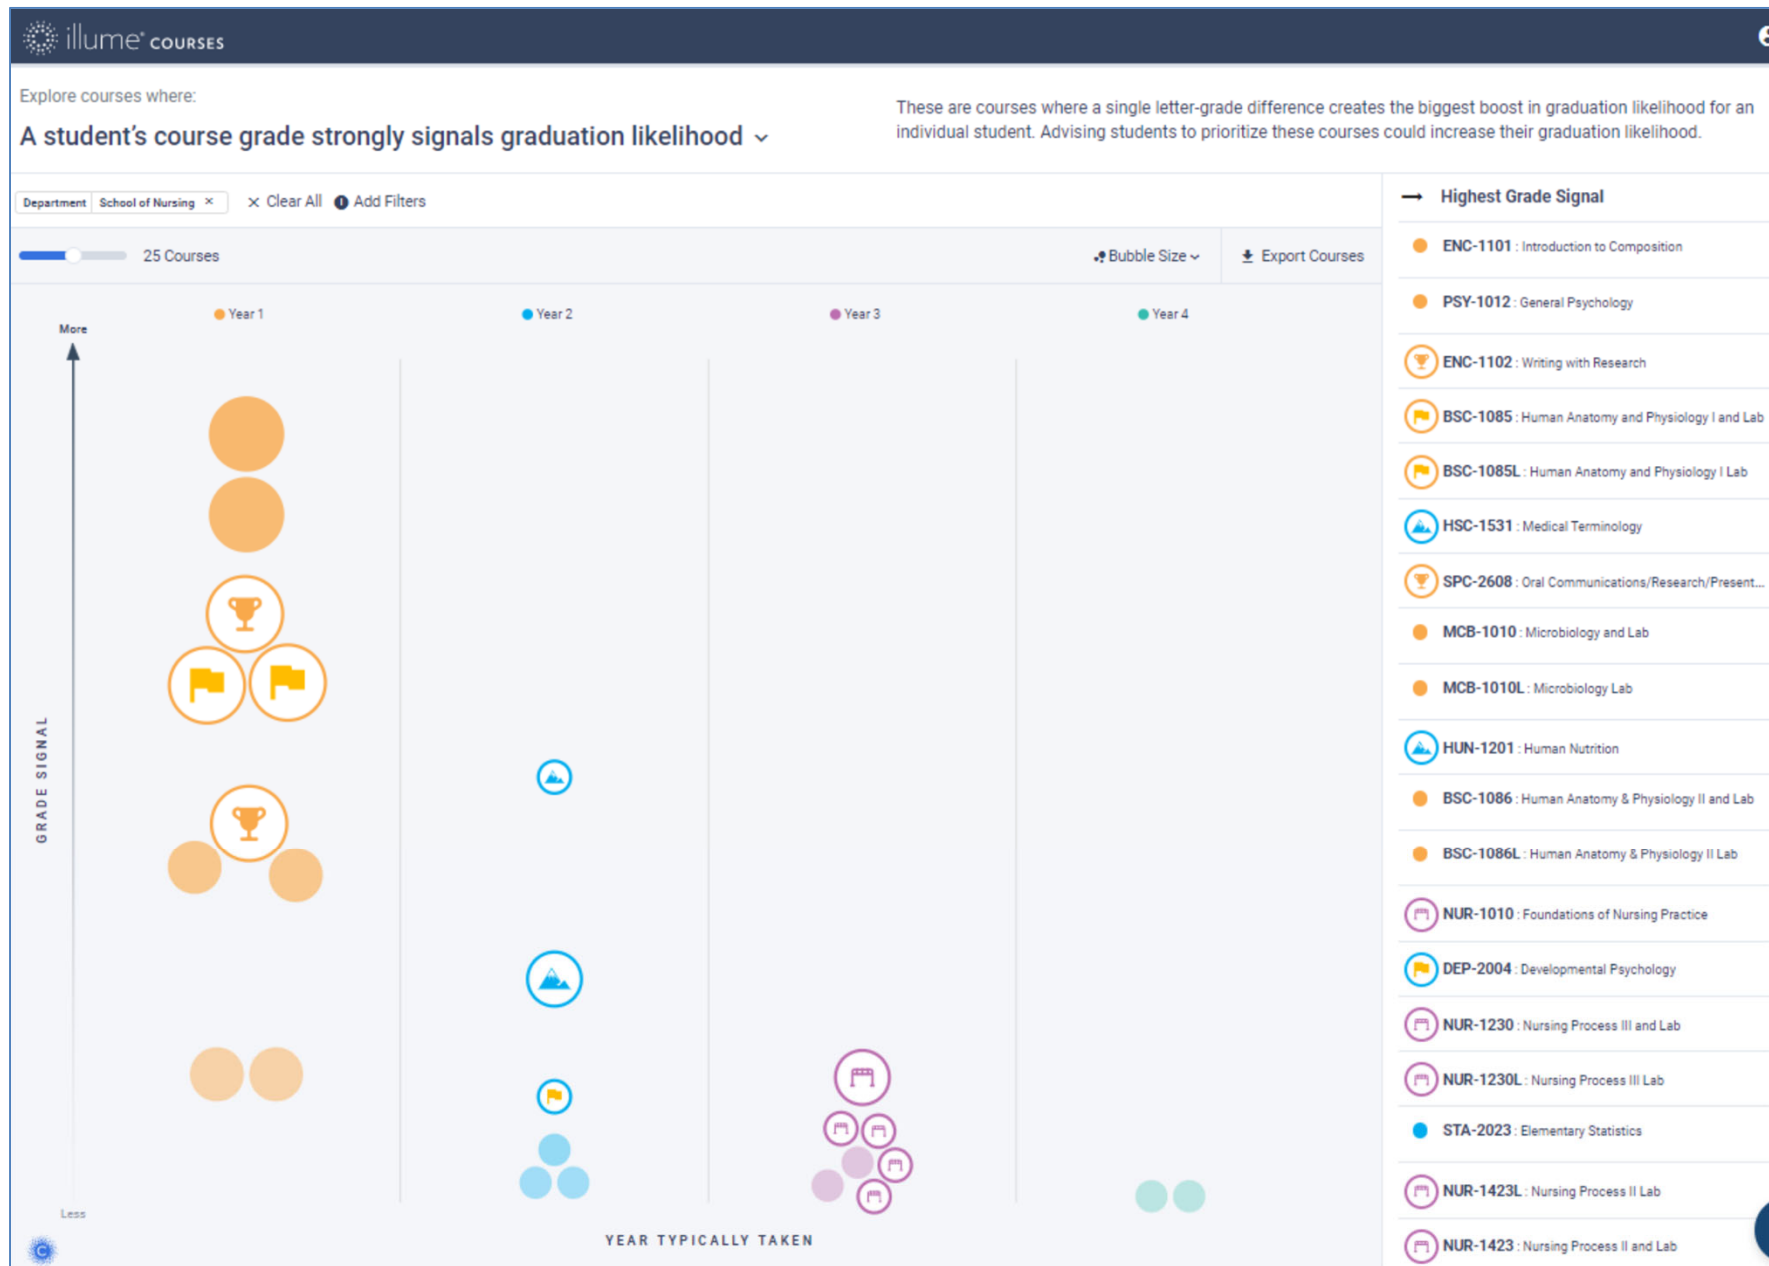 illume® COURSES
Explore courses where:
A student's course grade strongly signals graduation likelihood
These are courses where a single letter-grade difference creates the biggest boost in graduation likelihood for an
individual student. Advising students to prioritize these courses could increase their graduation likelihood.
Department School of Nursing × × Clear All Add Filters
25 Courses
Bubble Size
Export Courses
Year 1
Year 2
Year 3
Year 4
More
GRADE SIGNAL
Less
YEAR TYPICALLY TAKEN
C
→ Highest Grade Signal
ENC-1101 : Introduction to Composition
PSY-1012 : General Psychology
ENC-1102 : Writing with Research
BSC-1085 : Human Anatomy and Physiology I and Lab
BSC-1085L : Human Anatomy and Physiology I Lab
HSC-1531 : Medical Terminology
SPC-2608 : Oral Communications/Research/Present...
MCB-1010 : Microbiology and Lab
MCB-1010L : Microbiology Lab
HUN-1201 : Human Nutrition
BSC-1086 : Human Anatomy & Physiology II and Lab
BSC-1086L : Human Anatomy & Physiology II Lab
NUR-1010 : Foundations of Nursing Practice
DEP-2004 : Developmental Psychology
NUR-1230 : Nursing Process III and Lab
NUR-1230L : Nursing Process III Lab
STA-2023 : Elementary Statistics
NUR-1423L : Nursing Process II Lab
NUR-1423 : Nursing Process II and Lab